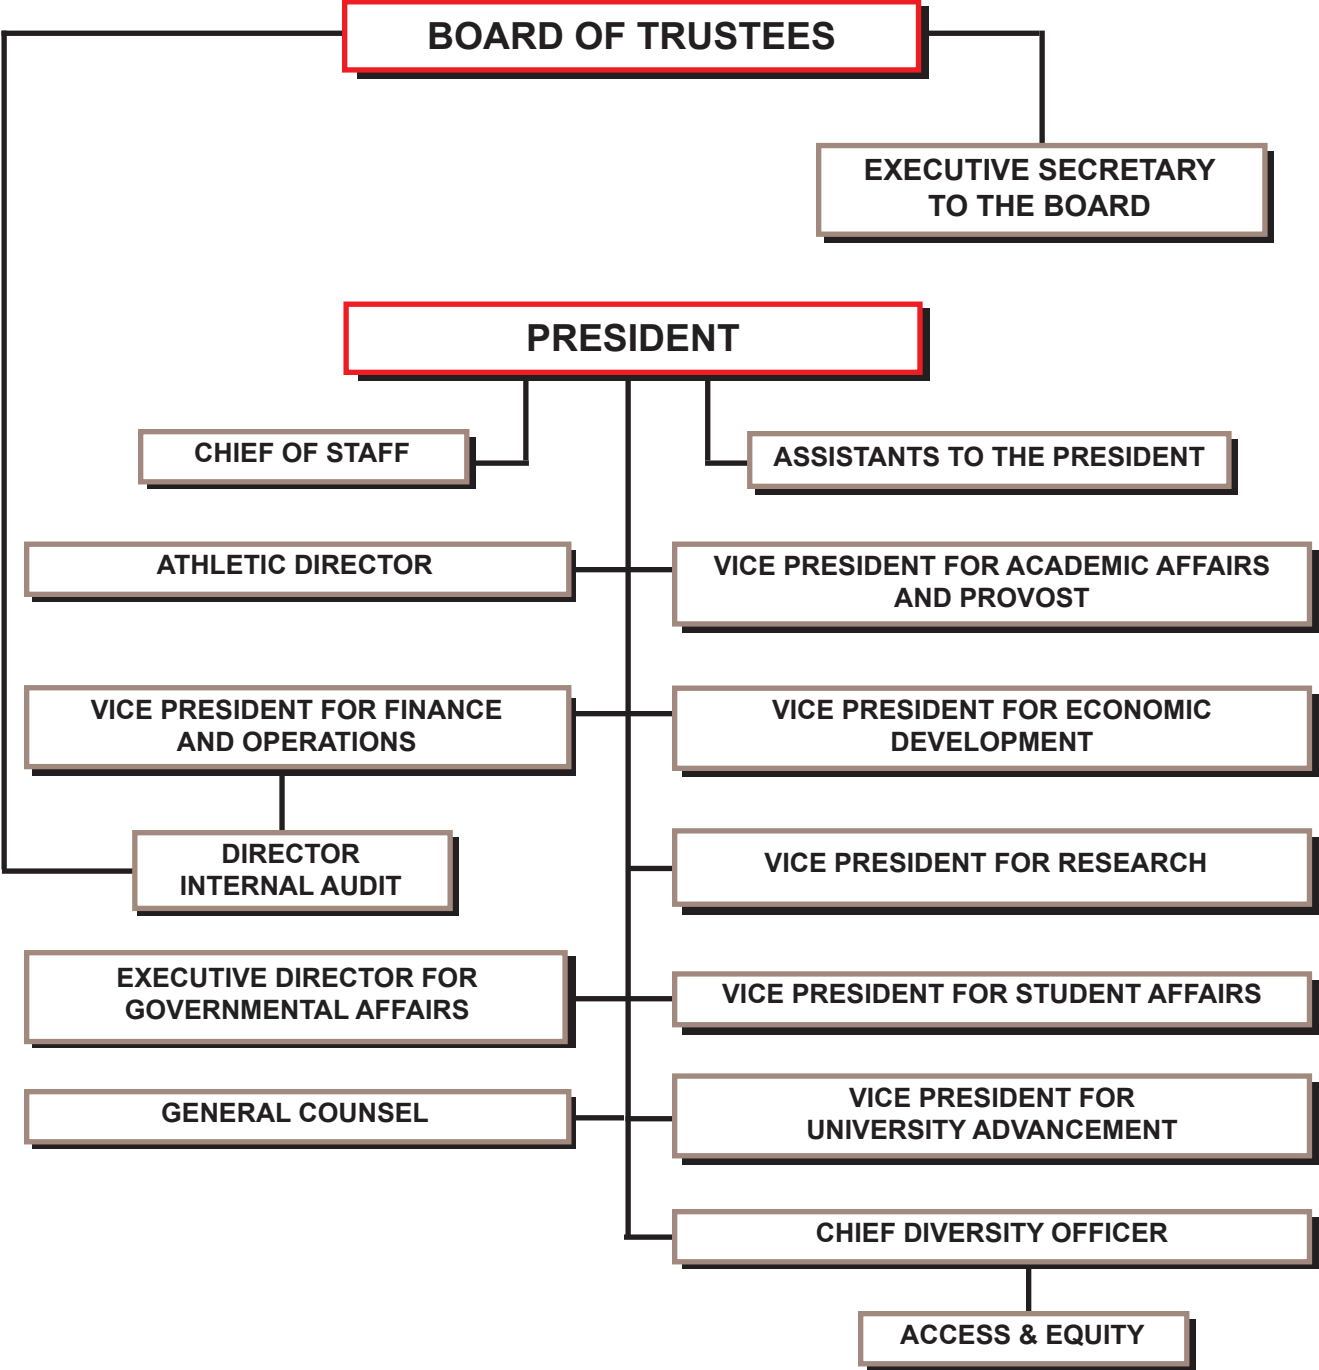 BOARD OF TRUSTEES
EXECUTIVE SECRETARY
TO THE BOARD
PRESIDENT
CHIEF OF STAFF
ASSISTANTS TO THE PRESIDENT
ATHLETIC DIRECTOR
VICE PRESIDENT FOR ACADEMIC AFFAIRS
AND PROVOST
VICE PRESIDENT FOR FINANCE
AND OPERATIONS
VICE PRESIDENT FOR ECONOMIC
DEVELOPMENT
DIRECTOR
INTERNAL AUDIT
VICE PRESIDENT FOR RESEARCH
EXECUTIVE DIRECTOR FOR
GOVERNMENTAL AFFAIRS
VICE PRESIDENT FOR STUDENT AFFAIRS
GENERAL COUNSEL
VICE PRESIDENT FOR
UNIVERSITY ADVANCEMENT
CHIEF DIVERSITY OFFICER
ACCESS & EQUITY